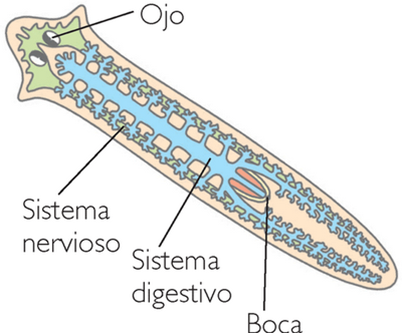 Ojo
Sistema
nervioso
Sistema
digestivo
Boca